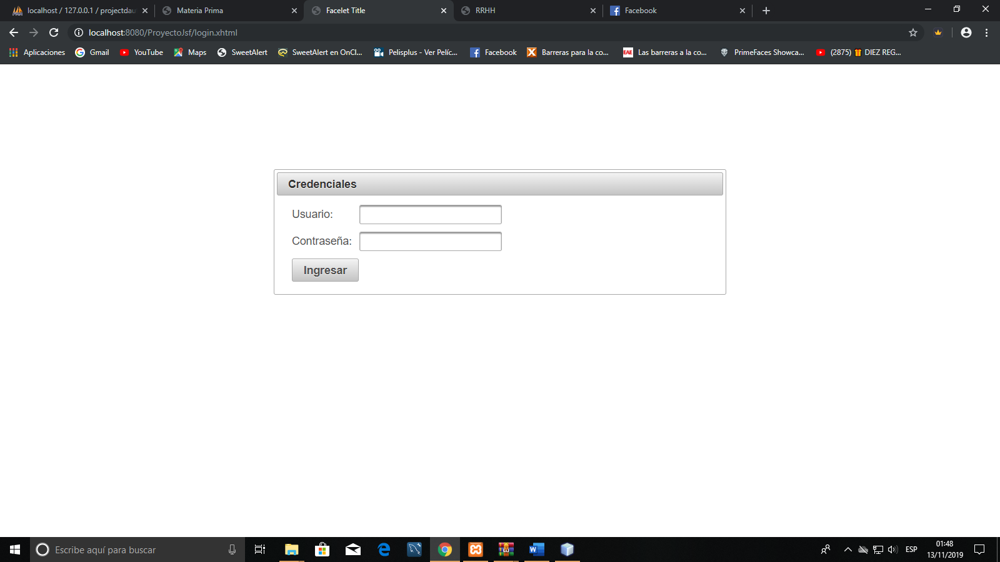 localhost / 127.0.0.1 / projectdau
Materia Prima
Facelet Title
RRHH
Facebook
localhost:8080/ProyectoJsf/login.xhtml
Aplicaciones
Gmail
YouTube
Maps
SweetAlert
SweetAlert en OnCl...
Pelisplus - Ver Pelíc...
Facebook
Barreras para la co...
EAE
Las barreras a la co...
PrimeFaces Showca...
(2875) 🎁 DIEZ REG...
Credenciales
Usuario:
Contraseña:
Ingresar
Escribe aquí para buscar
ESP
01:48
13/11/2019